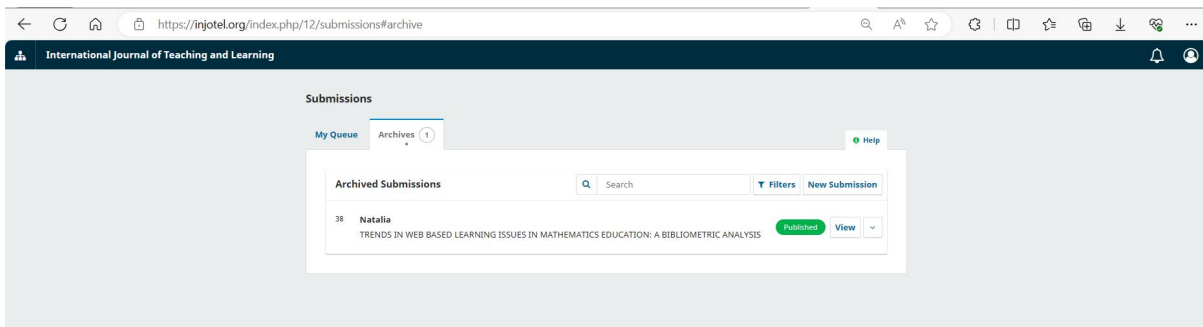 https://injotel.org/index.php/12/submissions#archive
International Journal of Teaching and Learning
Submissions
My Queue Archives 1
Help
Archived Submissions Search Filters New Submission
38 Natalia
TRENDS IN WEB BASED LEARNING ISSUES IN MATHEMATICS EDUCATION: A BIBLIOMETRIC ANALYSIS Published View